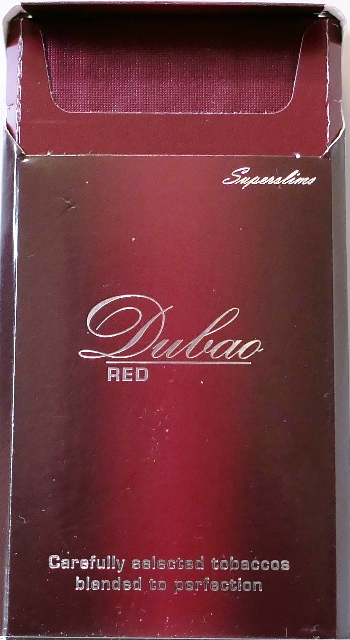 Superslims
Dubao
RED
Carefully selected tobaccos
blended to perfection